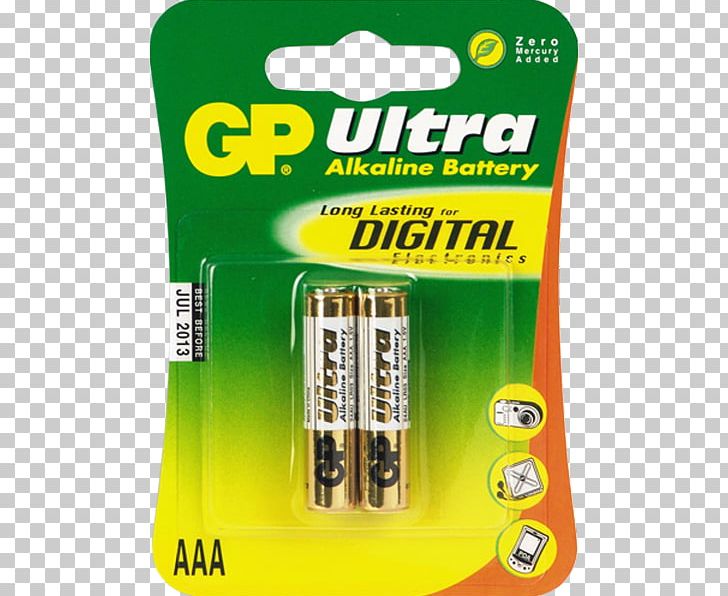 Zero
Mercury
Added
GP® Ultra
Alkaline Battery
Long Lasting for
DIGITAL
Electronics
BEST BEFORE
JUL 2013
GP Ultra
Alkaline Battery
GP Ultra
Alkaline Battery
PDA
AAA